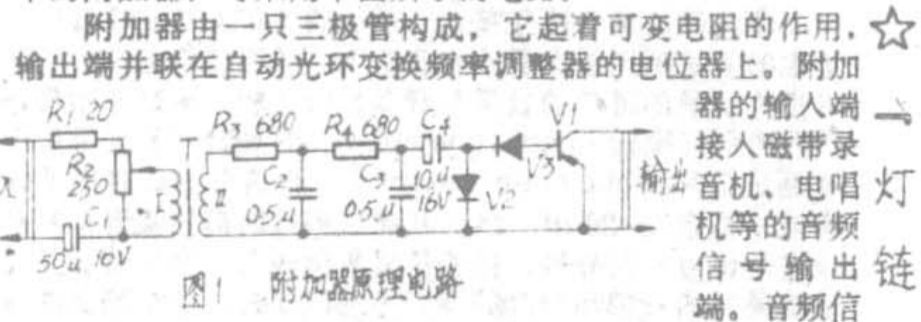 附加器由一只三极管构成，它起着可变电阻的作用，
输出端并联在自动光环变换频率调整器的电位器上。附加
器的输入端
接入磁带录
音机、电唱
机等的音频
信号输出
端。音频信
R1 20
R2
250
C1
50μ 10V
I
II
R3 680
C2
0.5μ
R4 680
C3
0.5μ
C4
10μ
16V
V2
V3
V1
输出
图1 附加器原理电路
☆
灯
链